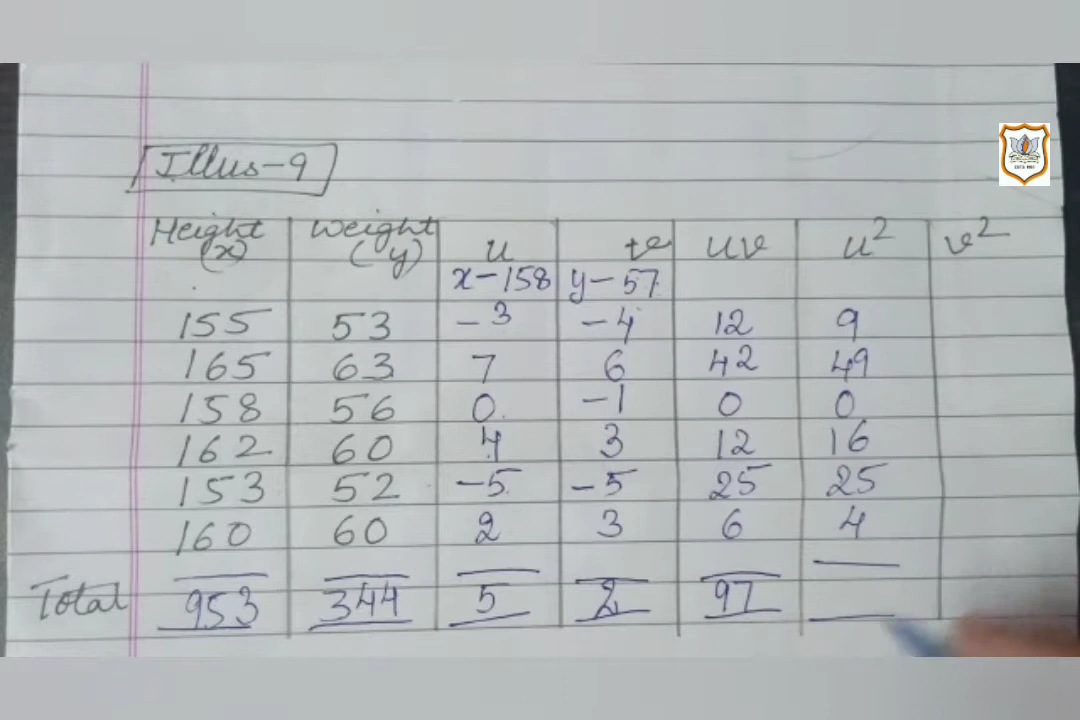 Illus-9
Height (x) Weight (y) u v uv u² v²
x-158 y-57
155 53 -3 -4 12 9
165 63 7 6 42 49
158 56 0 -1 0 0
162 60 4 3 12 16
153 52 -5 -5 25 25
160 60 2 3 6 4
Total 953 344 5 2 97